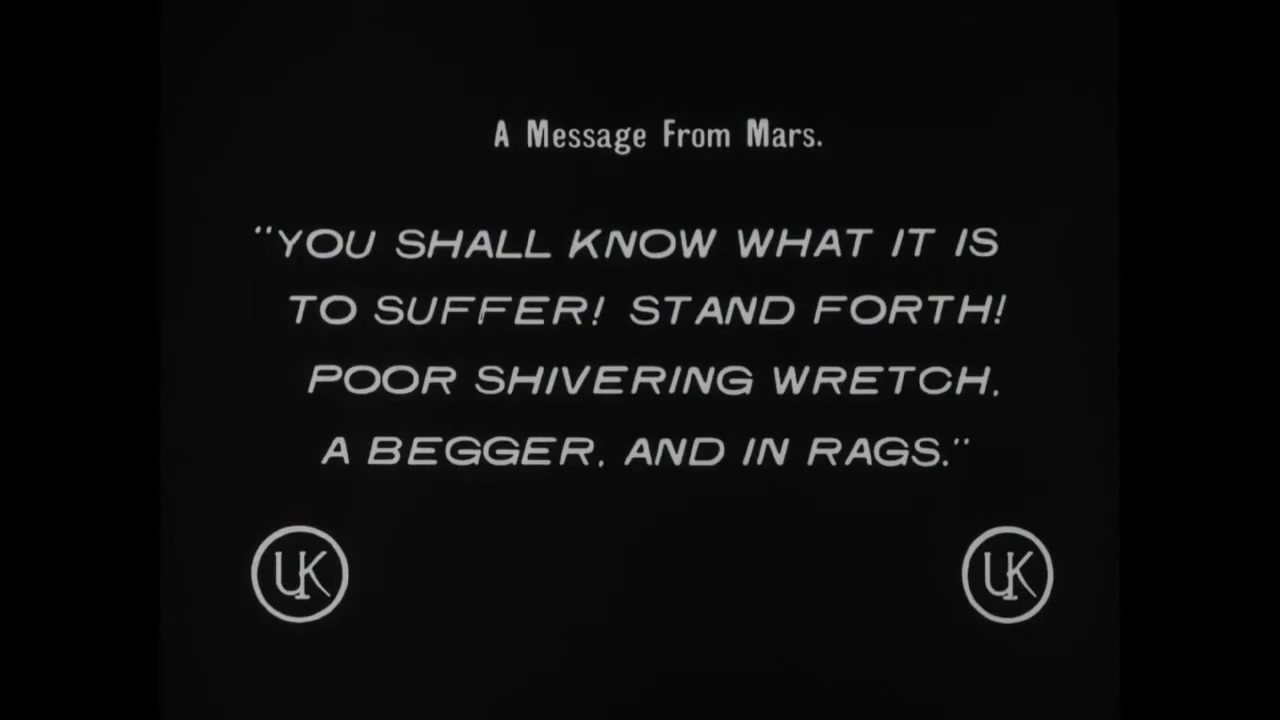 A Message From Mars.
"YOU SHALL KNOW WHAT IT IS
TO SUFFER! STAND FORTH!
POOR SHIVERING WRETCH.
A BEGGER. AND IN RAGS."
UK UK